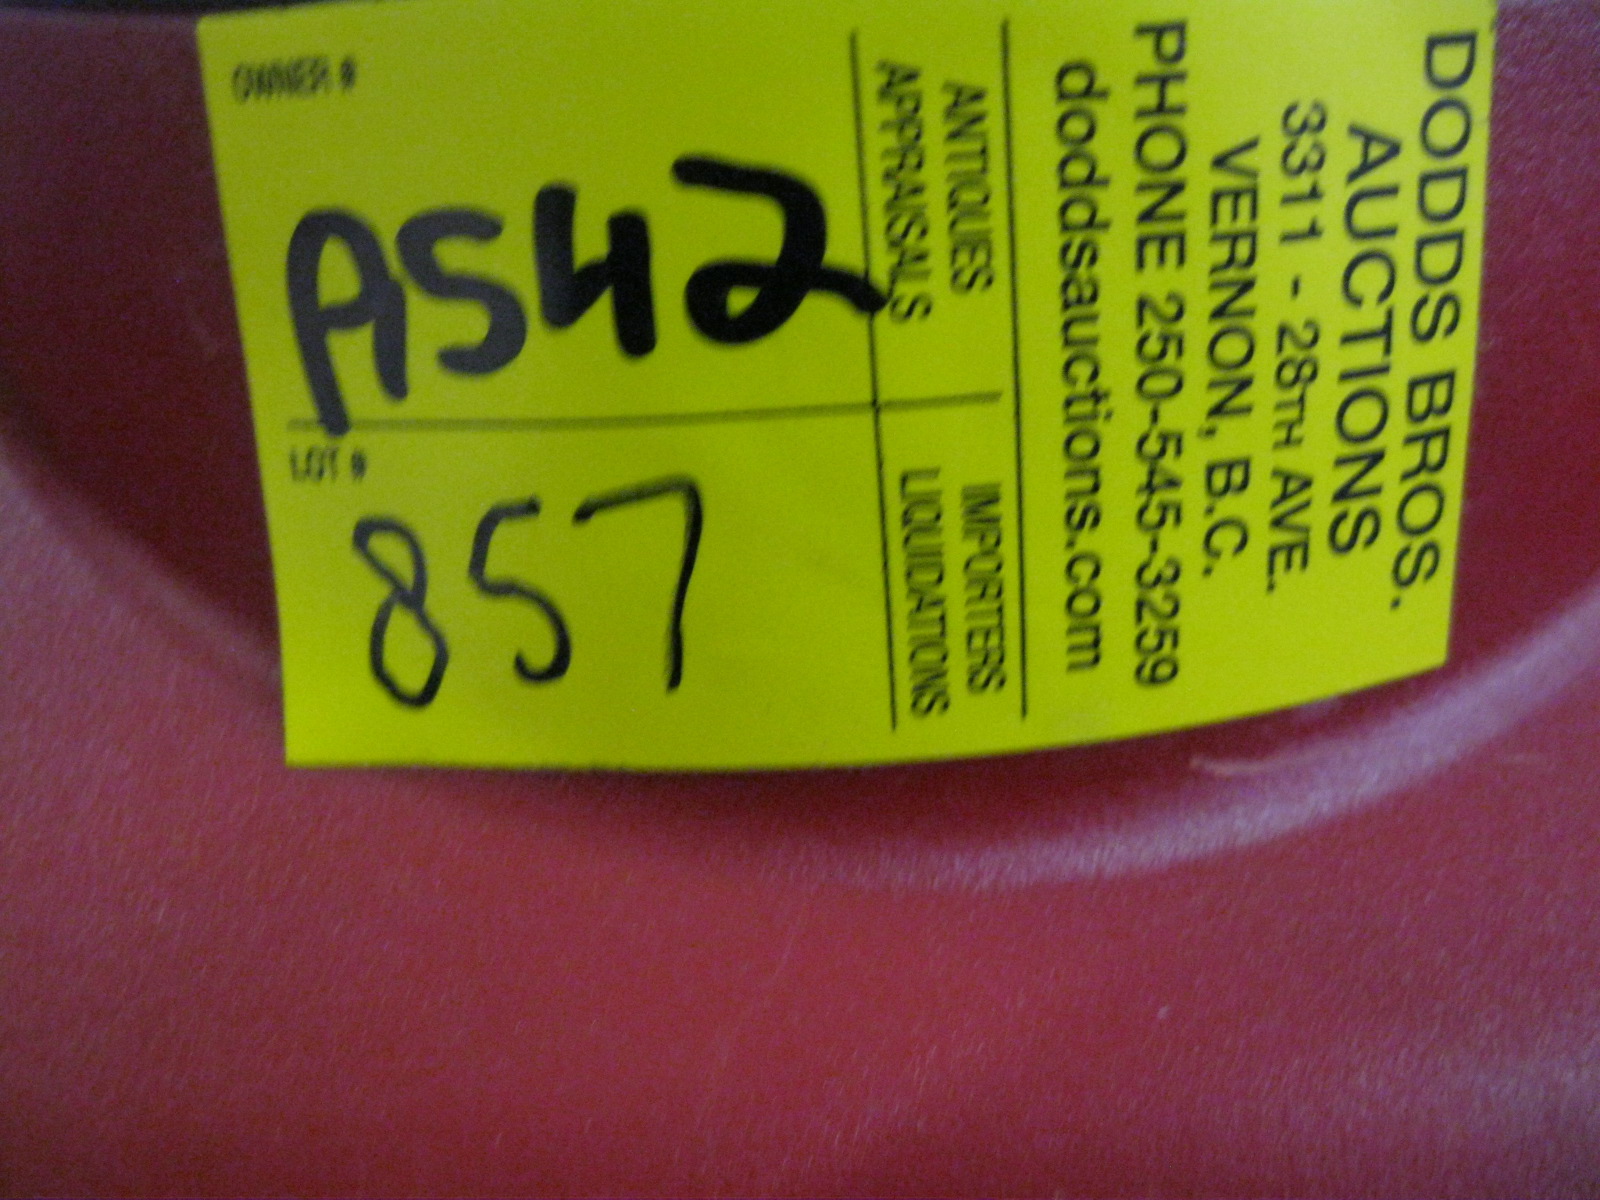 OWNER #
A542
LOT #
857
ANTIQUES
APPRAISALS
IMPORTERS
LIQUIDATIONS
DODDS BROS.
AUCTIONS
3311 - 28TH AVE.
VERNON, B.C.
PHONE 250-545-3259
doddsauctions.com